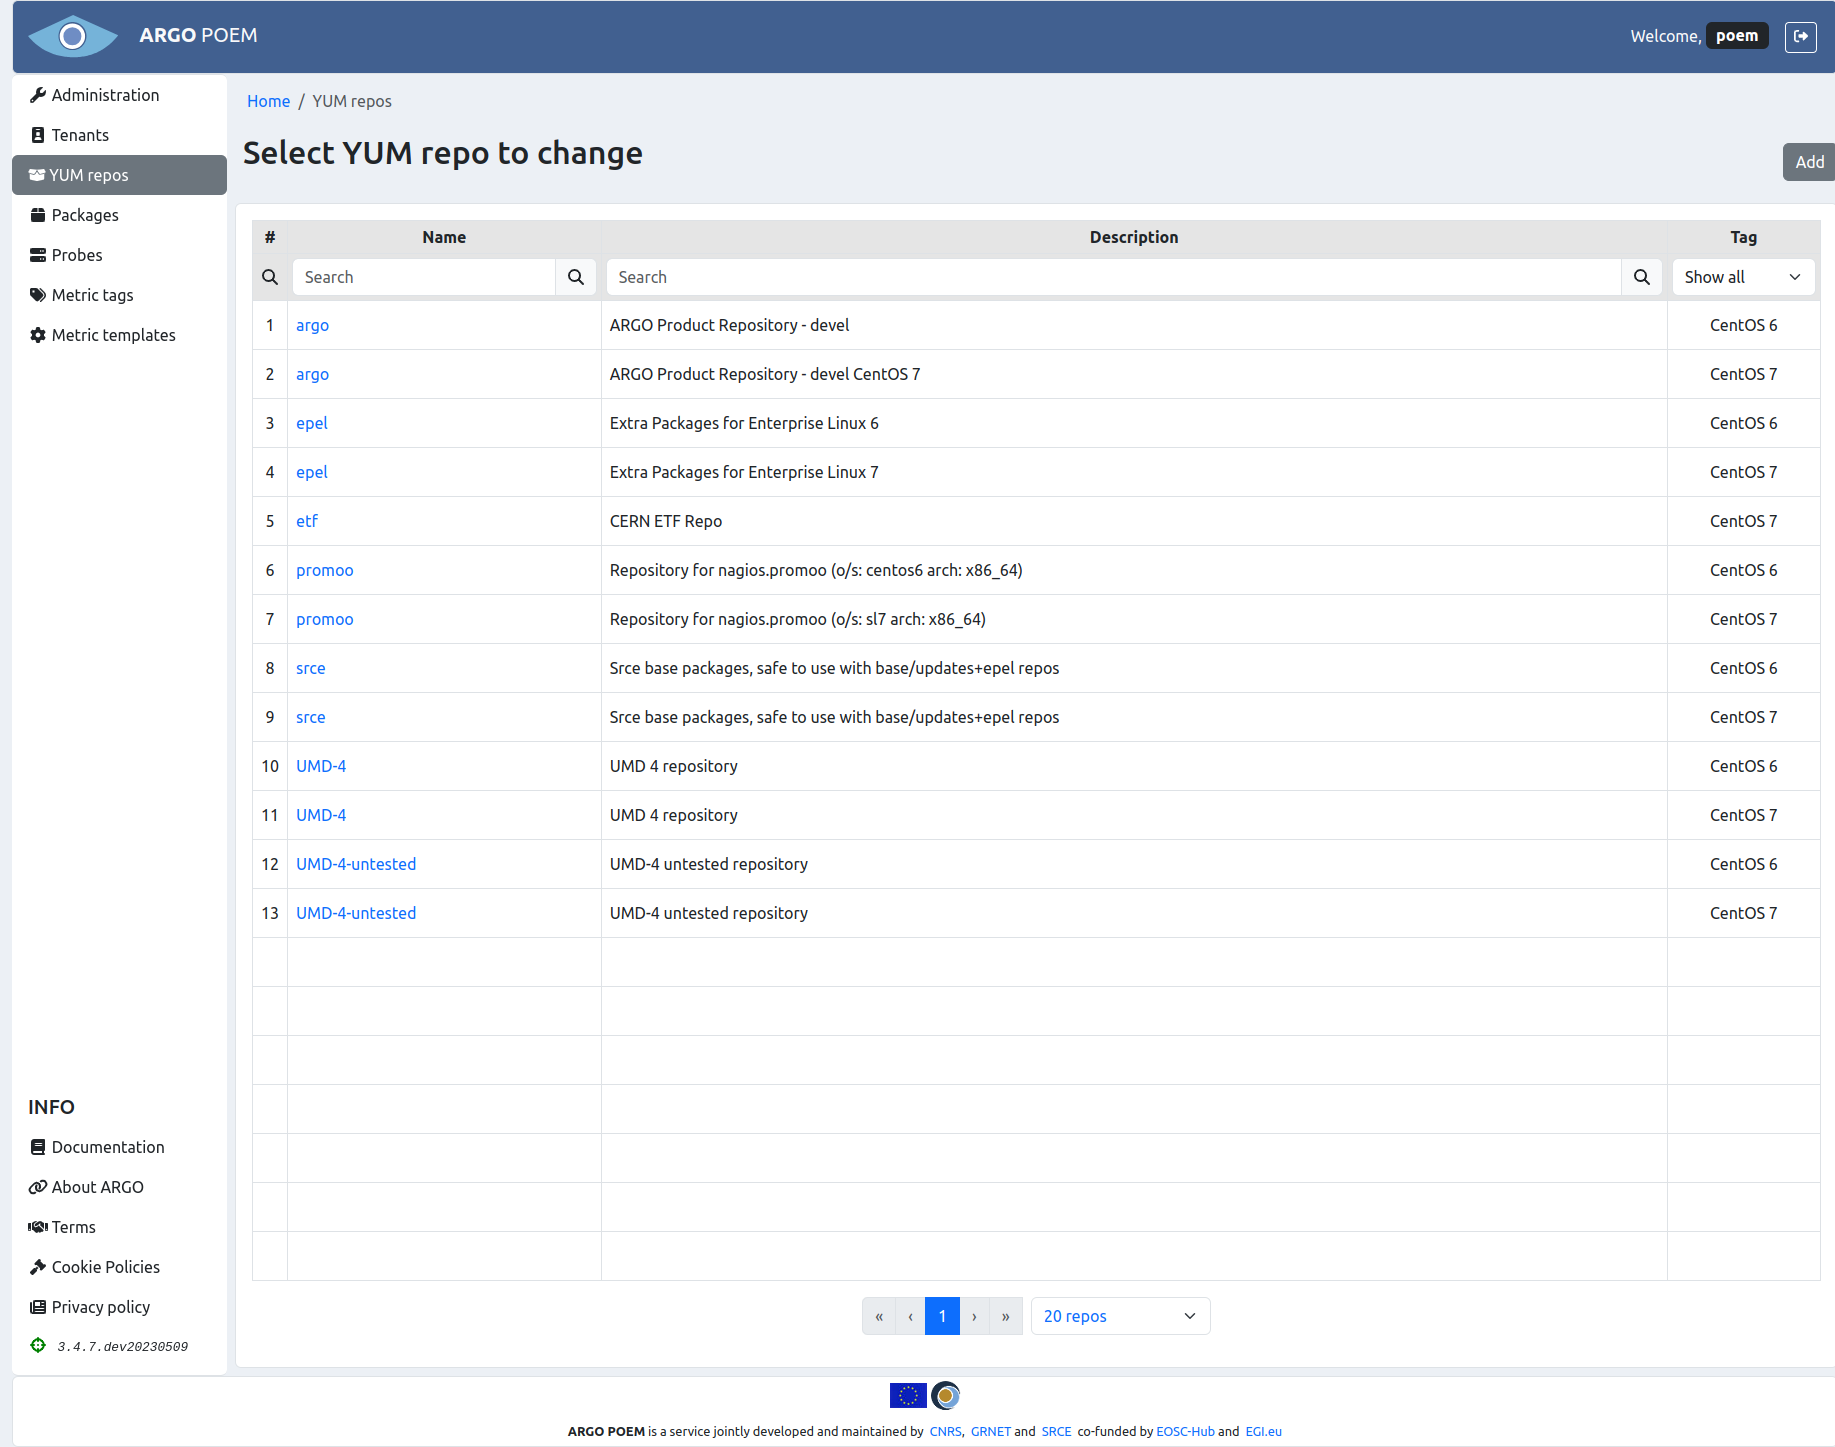 ARGO POEM
Welcome, poem
Administration
Tenants
YUM repos
Packages
Probes
Metric tags
Metric templates
Home / YUM repos
Select YUM repo to change
Add
# Name Description Tag
Search Search Show all
1 argo ARGO Product Repository - devel CentOS 6
2 argo ARGO Product Repository - devel CentOS 7 CentOS 7
3 epel Extra Packages for Enterprise Linux 6 CentOS 6
4 epel Extra Packages for Enterprise Linux 7 CentOS 7
5 etf CERN ETF Repo CentOS 7
6 promoo Repository for nagios.promoo (o/s: centos6 arch: x86_64) CentOS 6
7 promoo Repository for nagios.promoo (o/s: sl7 arch: x86_64) CentOS 7
8 srce Srce base packages, safe to use with base/updates+epel repos CentOS 6
9 srce Srce base packages, safe to use with base/updates+epel repos CentOS 7
10 UMD-4 UMD 4 repository CentOS 6
11 UMD-4 UMD 4 repository CentOS 7
12 UMD-4-untested UMD-4 untested repository CentOS 6
13 UMD-4-untested UMD-4 untested repository CentOS 7
« ‹ 1 › » 20 repos
INFO
Documentation
About ARGO
Terms
Cookie Policies
Privacy policy
3.4.7.dev20230509
ARGO POEM is a service jointly developed and maintained by CNRS, GRNET and SRCE co-funded by EOSC-Hub and EGI.eu